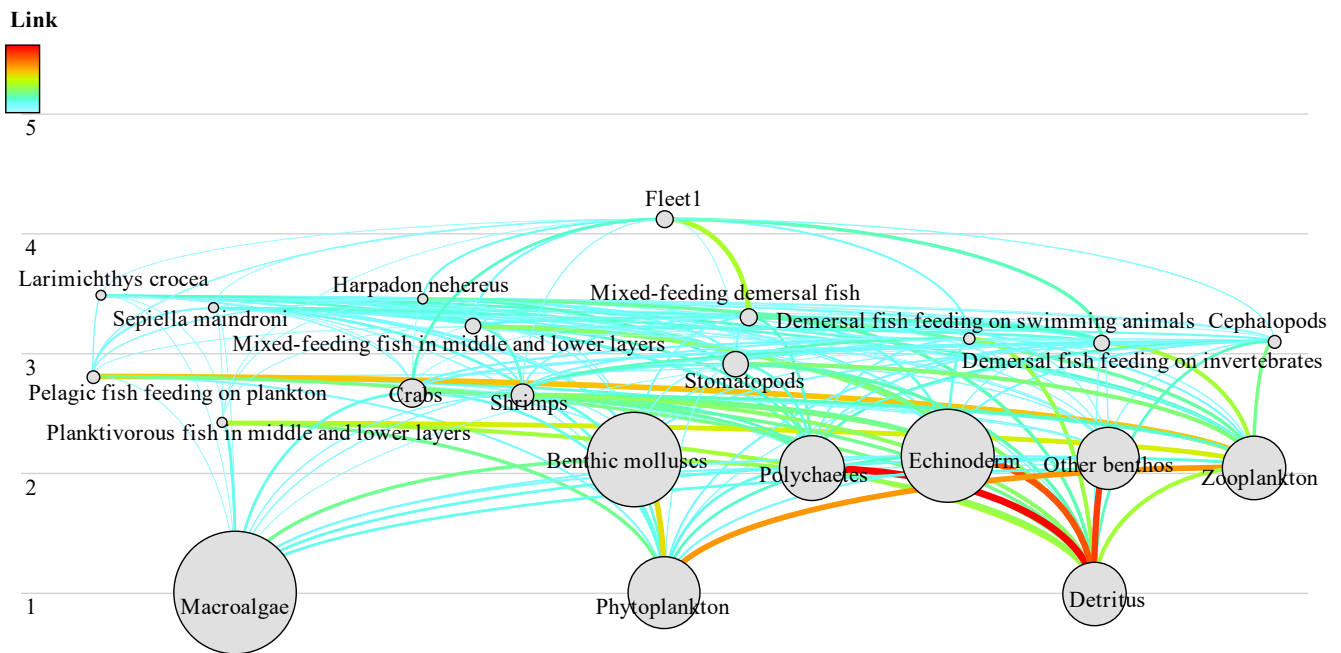 Link
5
Fleet1
4
Larimichthys crocea
Harpadon nehereus
Mixed-feeding demersal fish
Sepiella maindroni
Demersal fish feeding on swimming animals
Cephalopods
Mixed-feeding fish in middle and lower layers
3
Demersal fish feeding on invertebrates
Stomatopods
Pelagic fish feeding on plankton
Crabs
Shrimps
Planktivorous fish in middle and lower layers
Benthic molluscs
Polychaetes
Echinoderm
Other benthos
Zooplankton
2
1
Macroalgae
Phytoplankton
Detritus